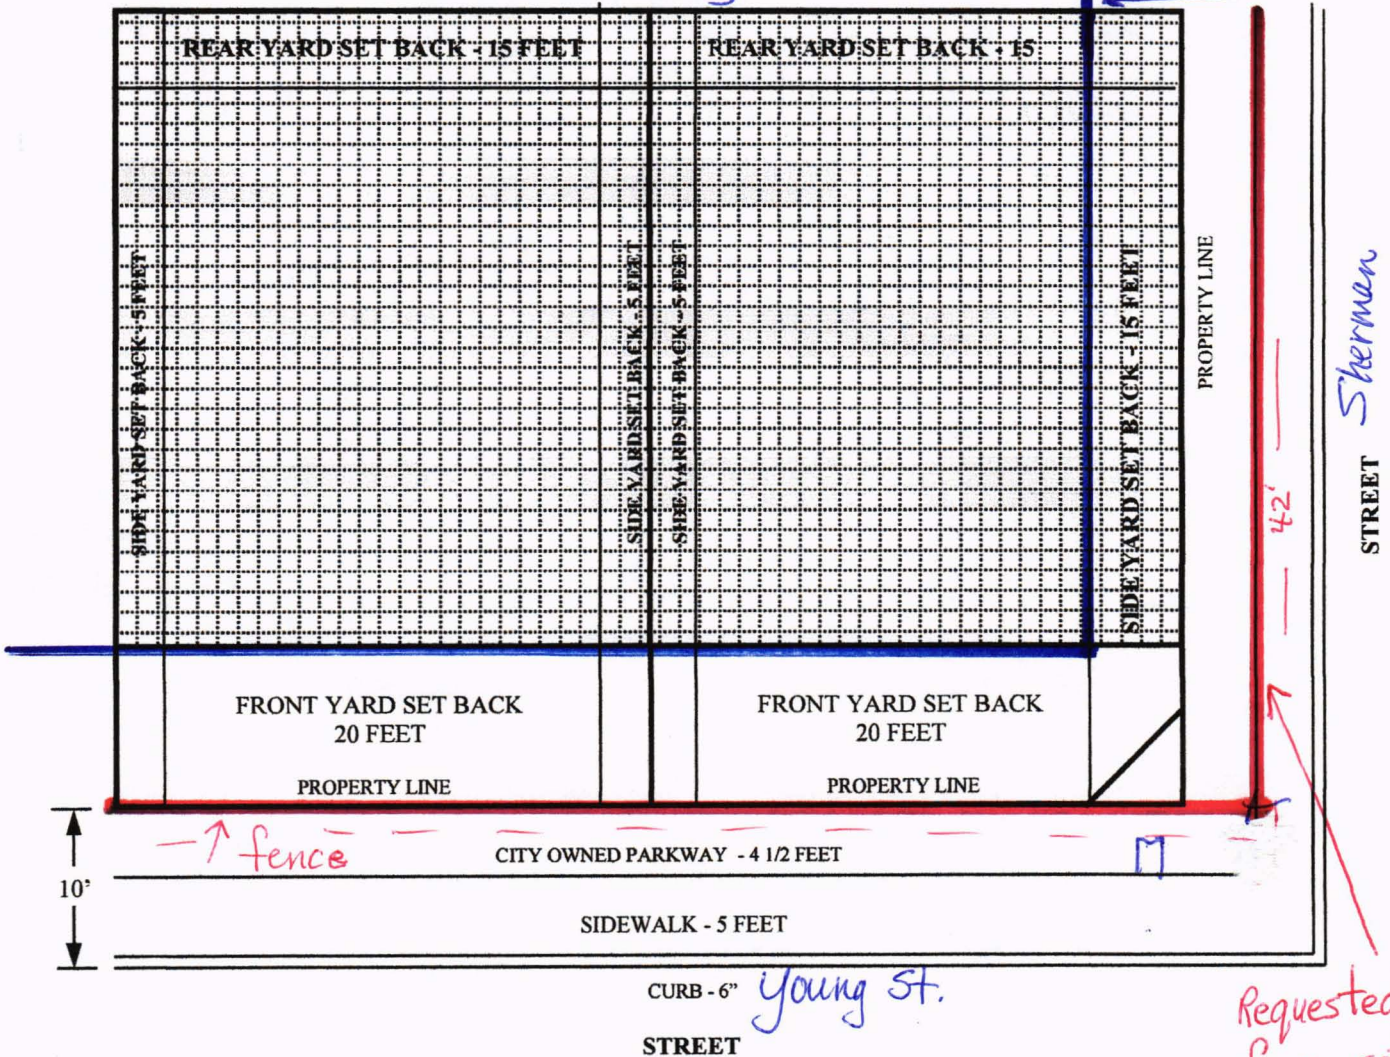 REAR YARD SET BACK - 15 FEET
REAR YARD SET BACK - 15
SIDE YARD SET BACK - 5 FEET
SIDE YARD SET BACK - 5 FEET
SIDE YARD SET BACK - 5 FEET
SIDE YARD SET BACK - 15 FEET
PROPERTY LINE
42'
STREET Sherman
FRONT YARD SET BACK
20 FEET
PROPERTY LINE
FRONT YARD SET BACK
20 FEET
PROPERTY LINE
fence
CITY OWNED PARKWAY - 4 1/2 FEET
10'
SIDEWALK - 5 FEET
CURB - 6" Young St.
STREET
Requested